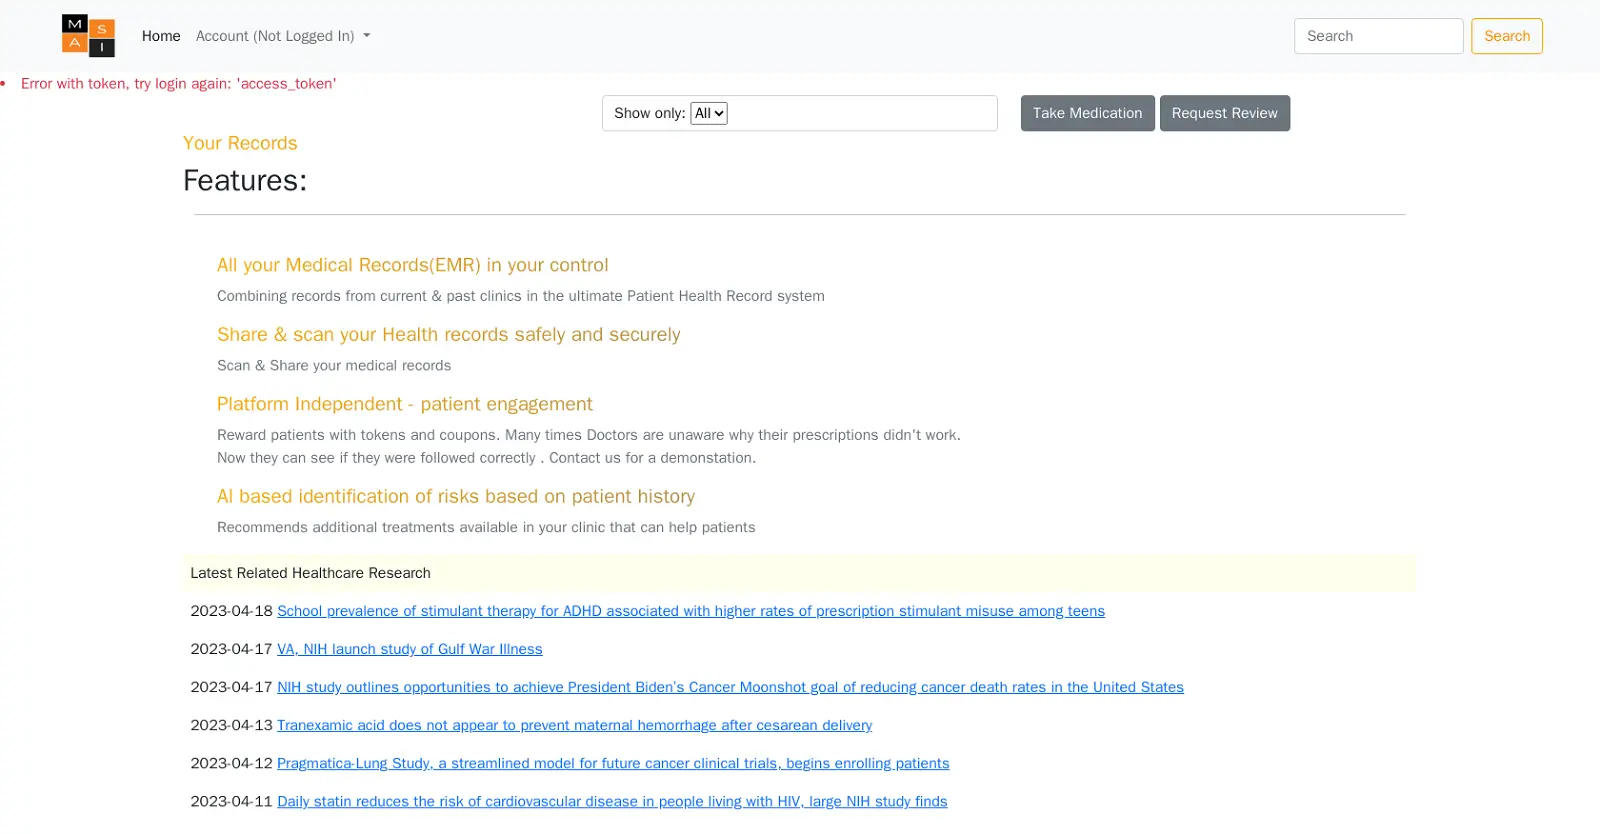 M
S
A
I
Home
Account (Not Logged In)
Search
Search
Error with token, try login again: 'access_token'
Show only: All
Take Medication
Request Review
Your Records
Features:
All your Medical Records(EMR) in your control
Combining records from current & past clinics in the ultimate Patient Health Record system
Share & scan your Health records safely and securely
Scan & Share your medical records
Platform Independent - patient engagement
Reward patients with tokens and coupons. Many times Doctors are unaware why their prescriptions didn't work.
Now they can see if they were followed correctly . Contact us for a demonstation.
AI based identification of risks based on patient history
Recommends additional treatments available in your clinic that can help patients
Latest Related Healthcare Research
2023-04-18 School prevalence of stimulant therapy for ADHD associated with higher rates of prescription stimulant misuse among teens
2023-04-17 VA, NIH launch study of Gulf War Illness
2023-04-17 NIH study outlines opportunities to achieve President Biden's Cancer Moonshot goal of reducing cancer death rates in the United States
2023-04-13 Tranexamic acid does not appear to prevent maternal hemorrhage after cesarean delivery
2023-04-12 Pragmatica-Lung Study, a streamlined model for future cancer clinical trials, begins enrolling patients
2023-04-11 Daily statin reduces the risk of cardiovascular disease in people living with HIV, large NIH study finds